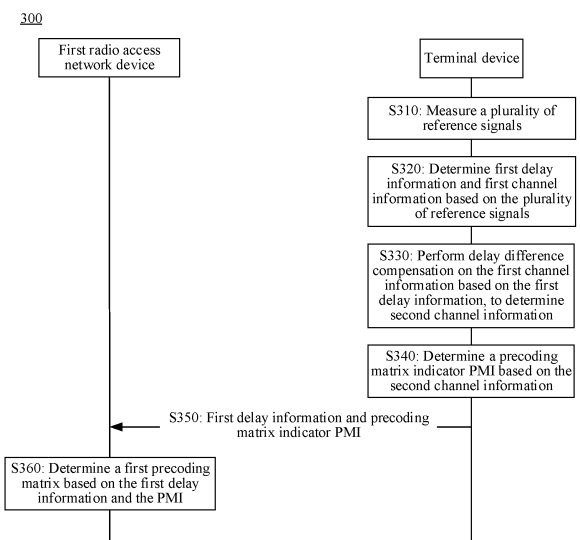 300
First radio access
network device
Terminal device
S310: Measure a plurality of
reference signals
S320: Determine first delay
information and first channel
information based on the plurality
of reference signals
S330: Perform delay difference
compensation on the first channel
information based on the first
delay information, to determine
second channel information
S340: Determine a precoding
matrix indicator PMI based on the
second channel information
S350: First delay information and precoding
matrix indicator PMI
S360: Determine a first precoding
matrix based on the first delay
information and the PMI